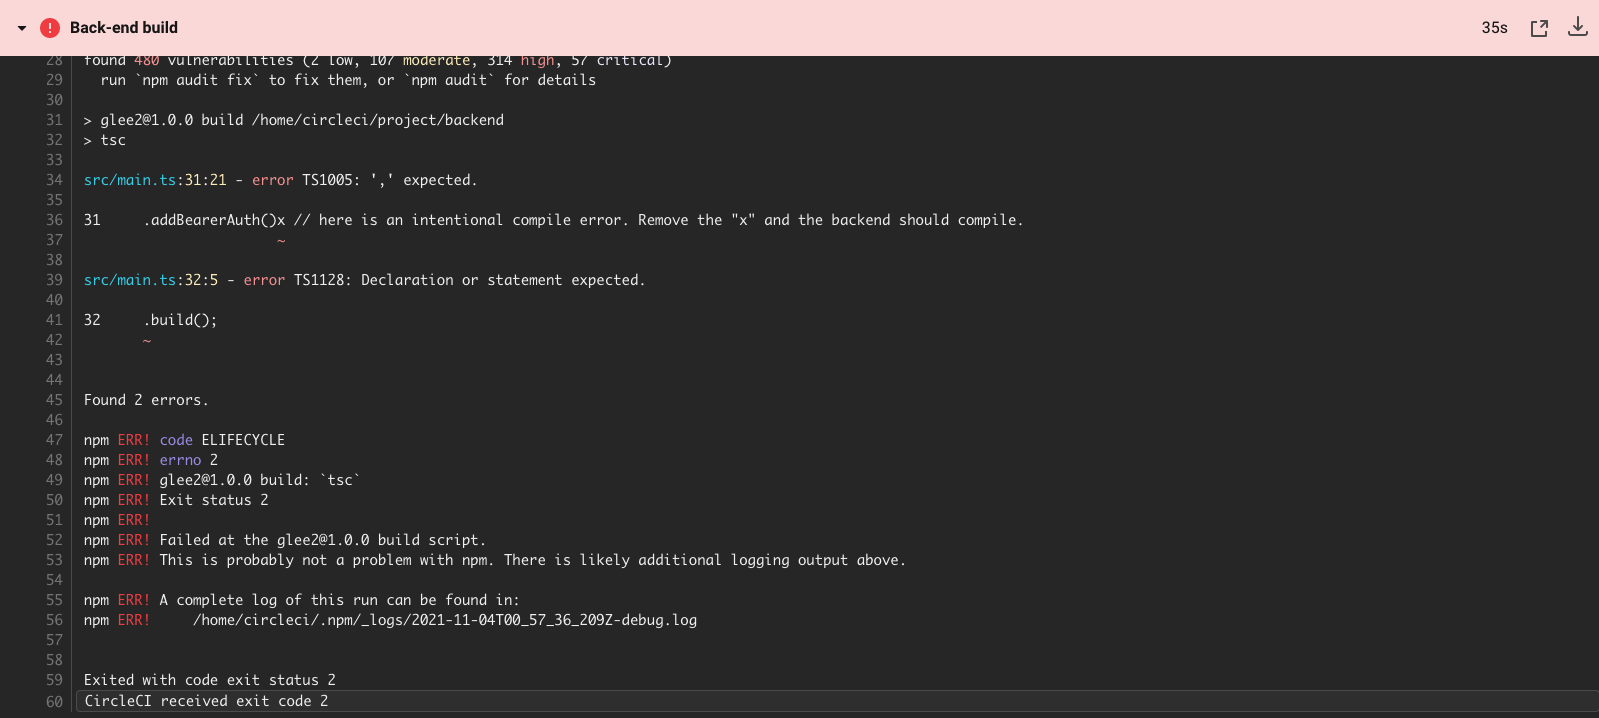 Back-end build 35s
28 found 480 vulnerabilities (2 low, 107 moderate, 314 high, 57 critical)
29 run `npm audit fix` to fix them, or `npm audit` for details
30
31 > glee2@1.0.0 build /home/circleci/project/backend
32 > tsc
33
34 src/main.ts:31:21 - error TS1005: ',' expected.
35
36 31     .addBearerAuth()x // here is an intentional compile error. Remove the "x" and the backend should compile.
37                        ~
38
39 src/main.ts:32:5 - error TS1128: Declaration or statement expected.
40
41 32     .build();
42        ~
43
44
45 Found 2 errors.
46
47 npm ERR! code ELIFECYCLE
48 npm ERR! errno 2
49 npm ERR! glee2@1.0.0 build: `tsc`
50 npm ERR! Exit status 2
51 npm ERR!
52 npm ERR! Failed at the glee2@1.0.0 build script.
53 npm ERR! This is probably not a problem with npm. There is likely additional logging output above.
54
55 npm ERR! A complete log of this run can be found in:
56 npm ERR!     /home/circleci/.npm/_logs/2021-11-04T00_57_36_209Z-debug.log
57
58
59 Exited with code exit status 2
60 CircleCI received exit code 2